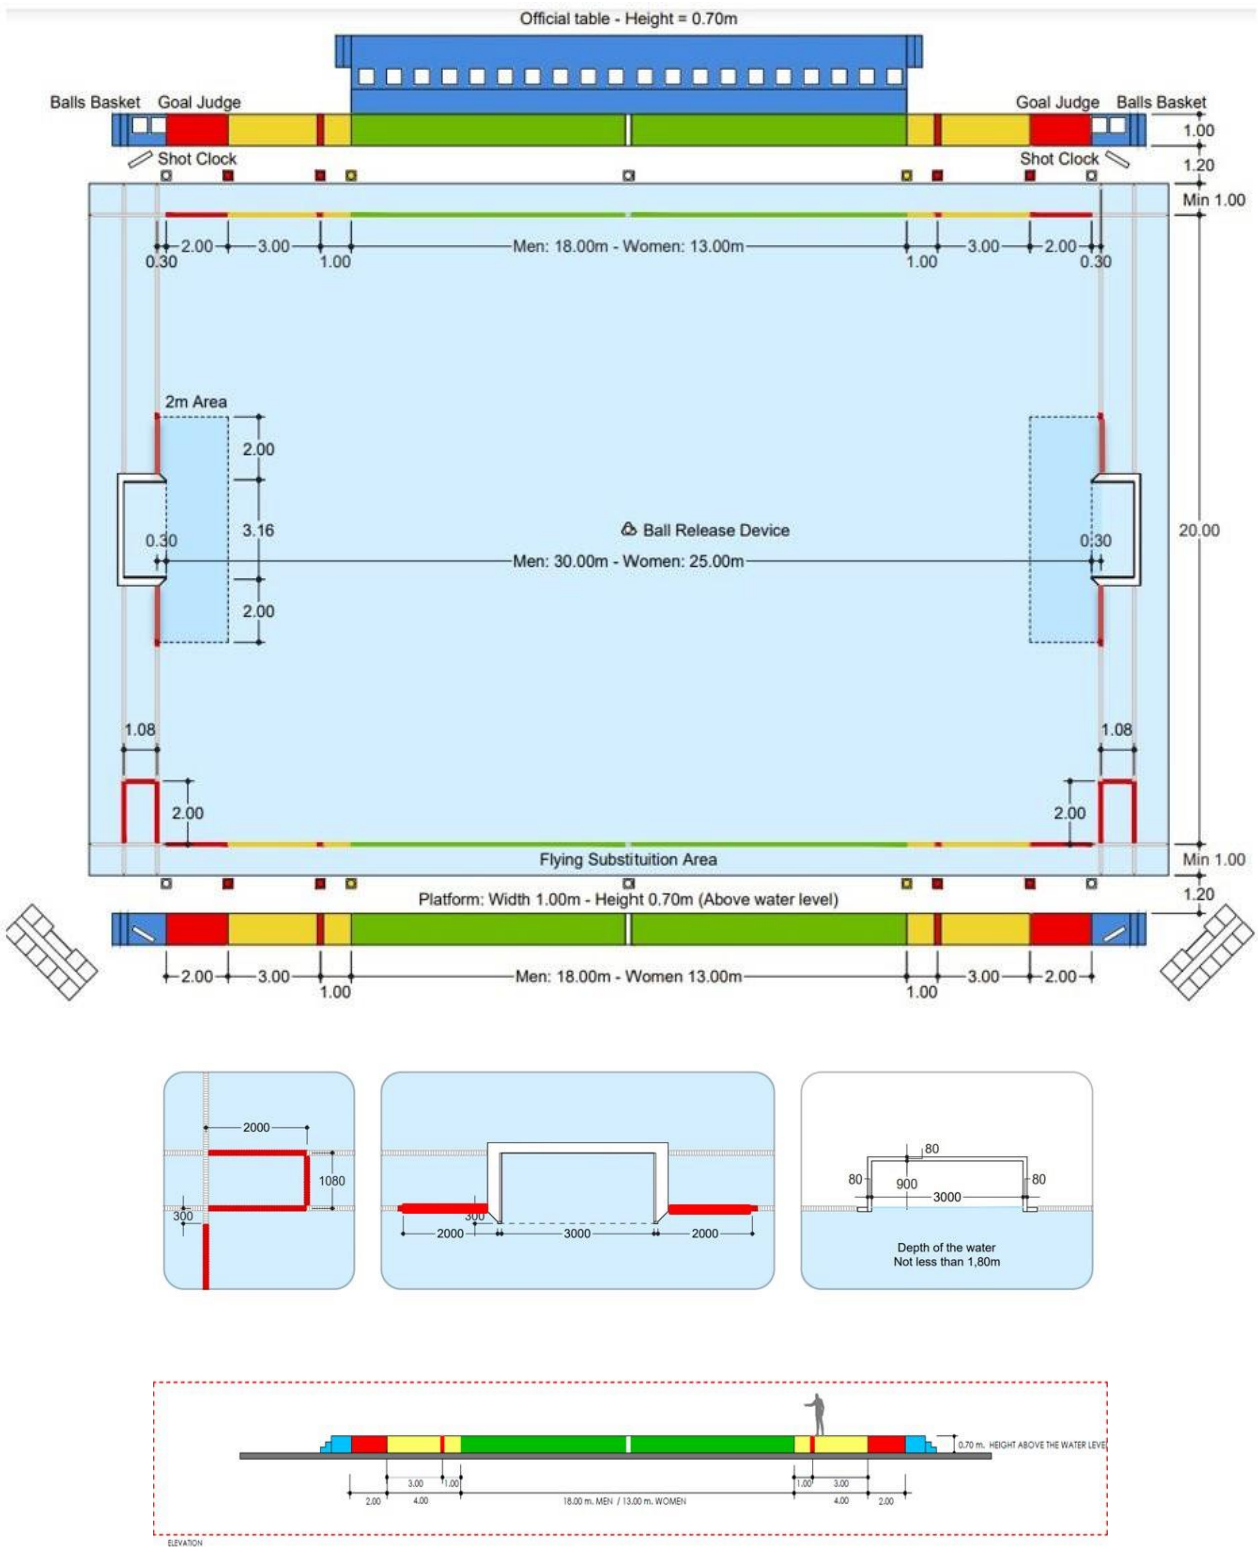 Official table - Height = 0.70m
Balls Basket Goal Judge Goal Judge Balls Basket
1.00
Shot Clock Shot Clock 1.20
Min 1.00
2.00 3.00 Men: 18.00m - Women: 13.00m 3.00 2.00
0.30 1.00 1.00 0.30
2m Area
2.00
3.16 Ball Release Device 20.00
0.30 0.30
Men: 30.00m - Women: 25.00m
2.00
1.08 1.08
2.00 2.00
Flying Substituition Area Min 1.00
Platform: Width 1.00m - Height 0.70m (Above water level) 1.20
2.00 3.00 Men: 18.00m - Women 13.00m 3.00 2.00
1.00 1.00
2000
1080
300
300
2000 3000 2000
80
80 900 80
3000
Depth of the water
Not less than 1,80m
0.70 m. HEIGHT ABOVE THE WATER LEVE
3.00 1.00 1.00 3.00
2.00 4.00 18.00 m. MEN / 13.00 m. WOMEN 4.00 2.00
ELEVATION